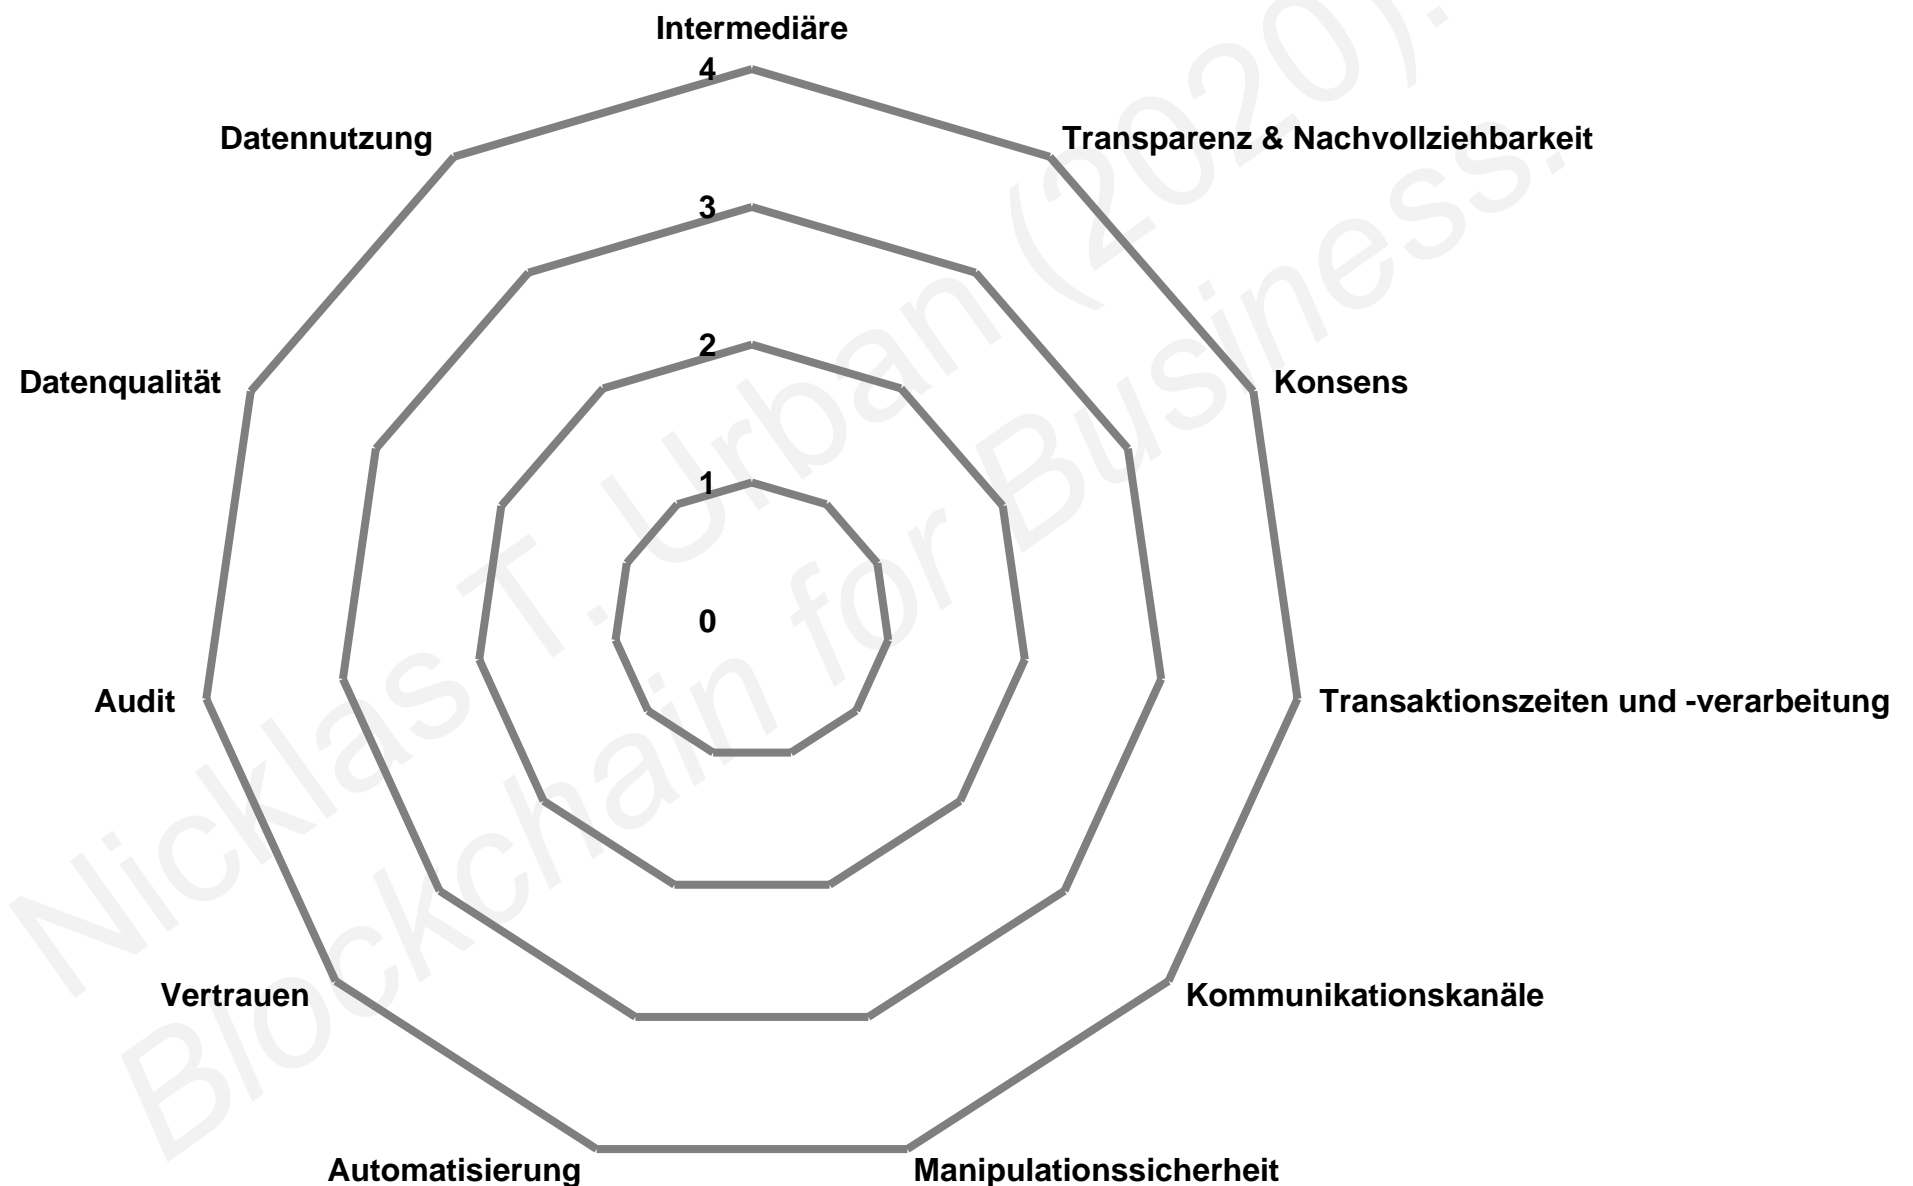 Intermediäre
4
Datennutzung
Transparenz & Nachvollziehbarkeit
3
2
Datenqualität
Konsens
1
0
Audit
Transaktionszeiten und -verarbeitung
Vertrauen
Kommunikationskanäle
Automatisierung
Manipulationssicherheit
Nicklas T. Urban (2020).
Blockchain for Business.